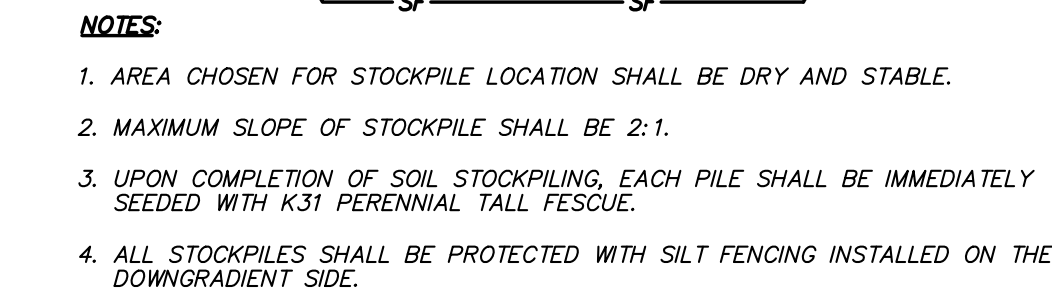 SF SF
NOTES:
1. AREA CHOSEN FOR STOCKPILE LOCATION SHALL BE DRY AND STABLE.
2. MAXIMUM SLOPE OF STOCKPILE SHALL BE 2:1.
3. UPON COMPLETION OF SOIL STOCKPILING, EACH PILE SHALL BE IMMEDIATELY
SEEDED WITH K31 PERENNIAL TALL FESCUE.
4. ALL STOCKPILES SHALL BE PROTECTED WITH SILT FENCING INSTALLED ON THE
DOWNGRADIENT SIDE.